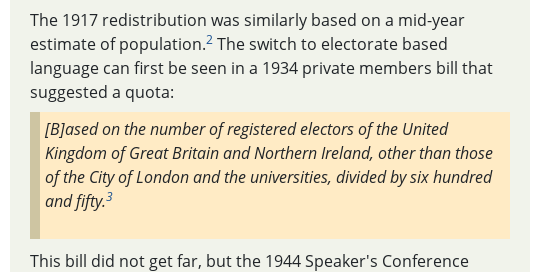 The 1917 redistribution was similarly based on a mid-year
estimate of population.2 The switch to electorate based
language can first be seen in a 1934 private members bill that
suggested a quota:
[B]ased on the number of registered electors of the United
Kingdom of Great Britain and Northern Ireland, other than those
of the City of London and the universities, divided by six hundred
and fifty.3
This bill did not get far, but the 1944 Speaker's Conference